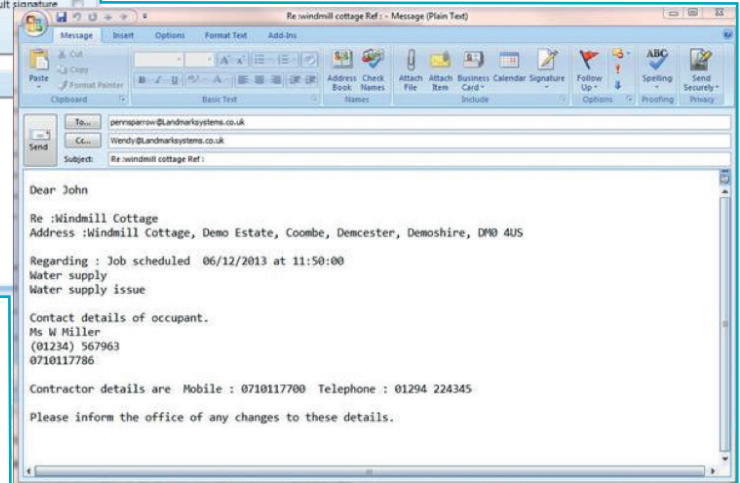 ult signature
Re :windmill cottage Ref : - Message (Plain Text)
Message Insert Options Format Text Add-Ins
Paste
Cut
Copy
Format Painter
Clipboard
B I U A
Basic Text
Address Book
Check Names
Names
Attach File
Attach Item
Business Card
Calendar
Signature
Include
Follow Up
Options
ABC
Spelling
Proofing
Send Securely
Privacy
Send
To... pennsparrow@Landmarksystems.co.uk
Cc... Wendy@Landmarksystems.co.uk
Subject: Re :windmill cottage Ref :
Dear John
Re :Windmill Cottage
Address :Windmill Cottage, Demo Estate, Coombe, Demcester, Demoshire, DM0 4US
Regarding : Job scheduled 06/12/2013 at 11:50:00
Water supply
Water supply issue
Contact details of occupant.
Ms W Miller
(01234) 567963
0710117786
Contractor details are Mobile : 0710117700 Telephone : 01294 224345
Please inform the office of any changes to these details.